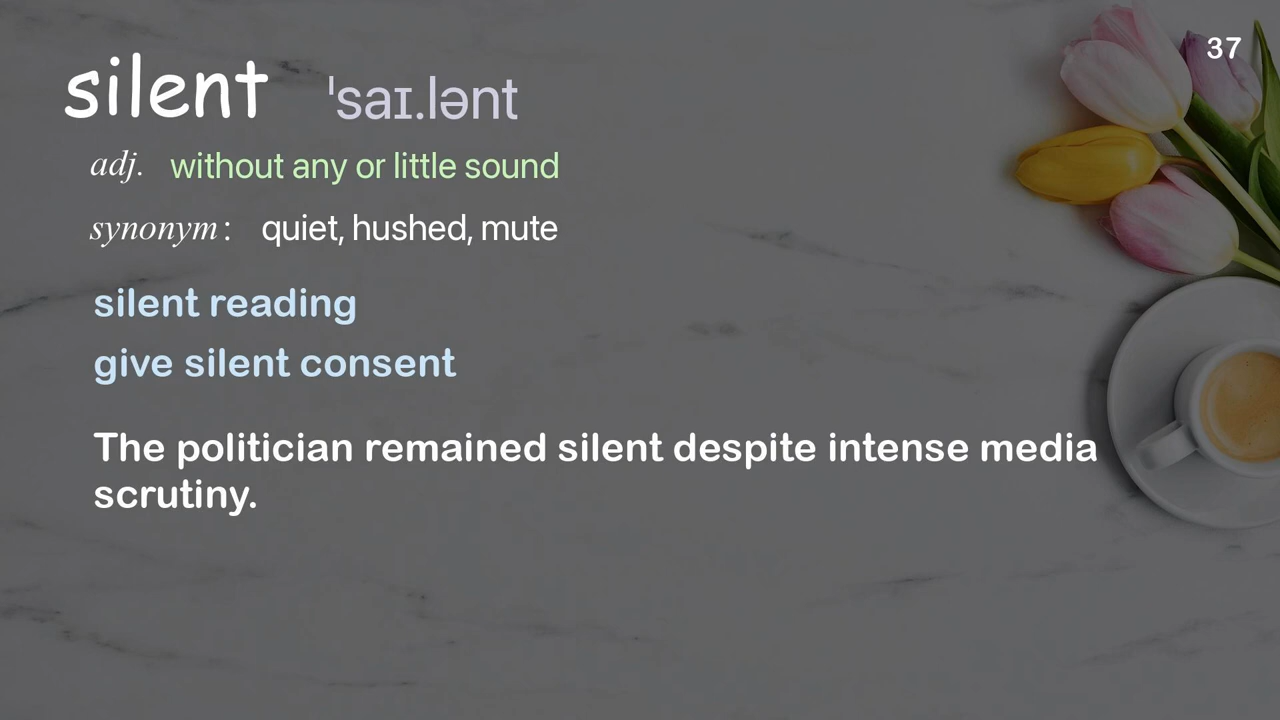 37
silent ˈsaɪ.lənt
adj. without any or little sound
synonym: quiet, hushed, mute
silent reading
give silent consent
The politician remained silent despite intense media
scrutiny.